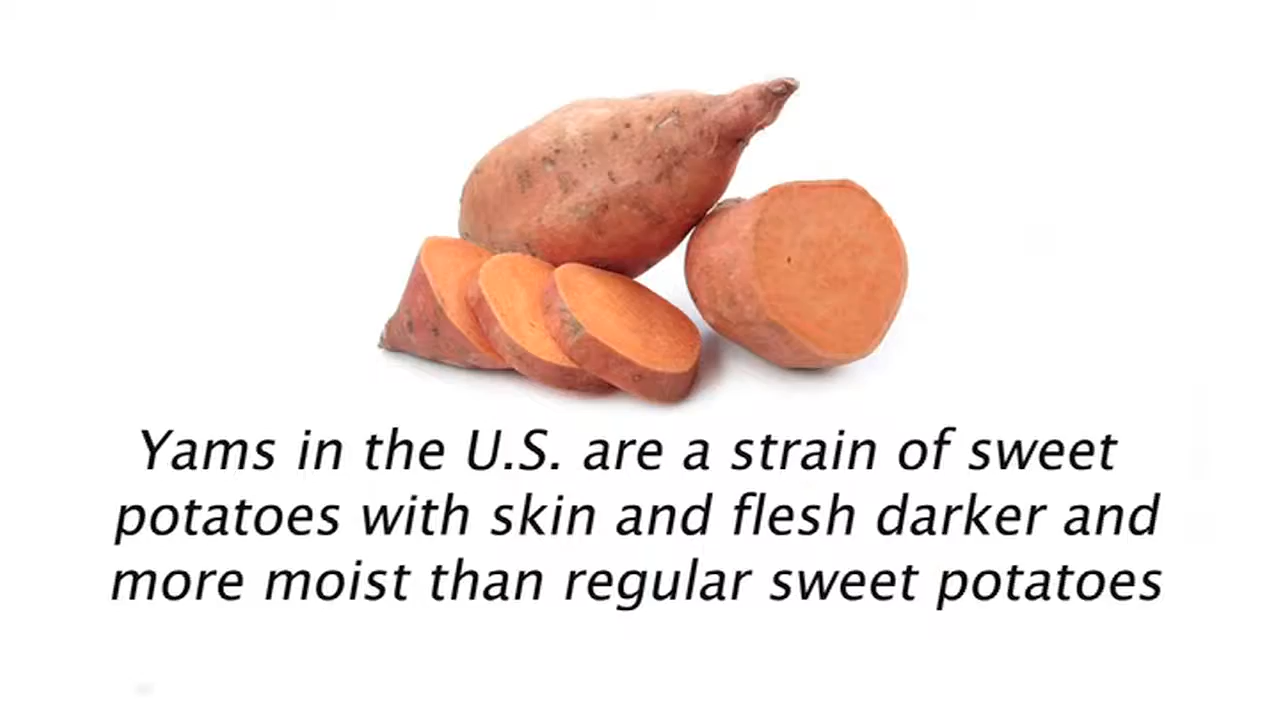 Yams in the U.S. are a strain of sweet
potatoes with skin and flesh darker and
more moist than regular sweet potatoes